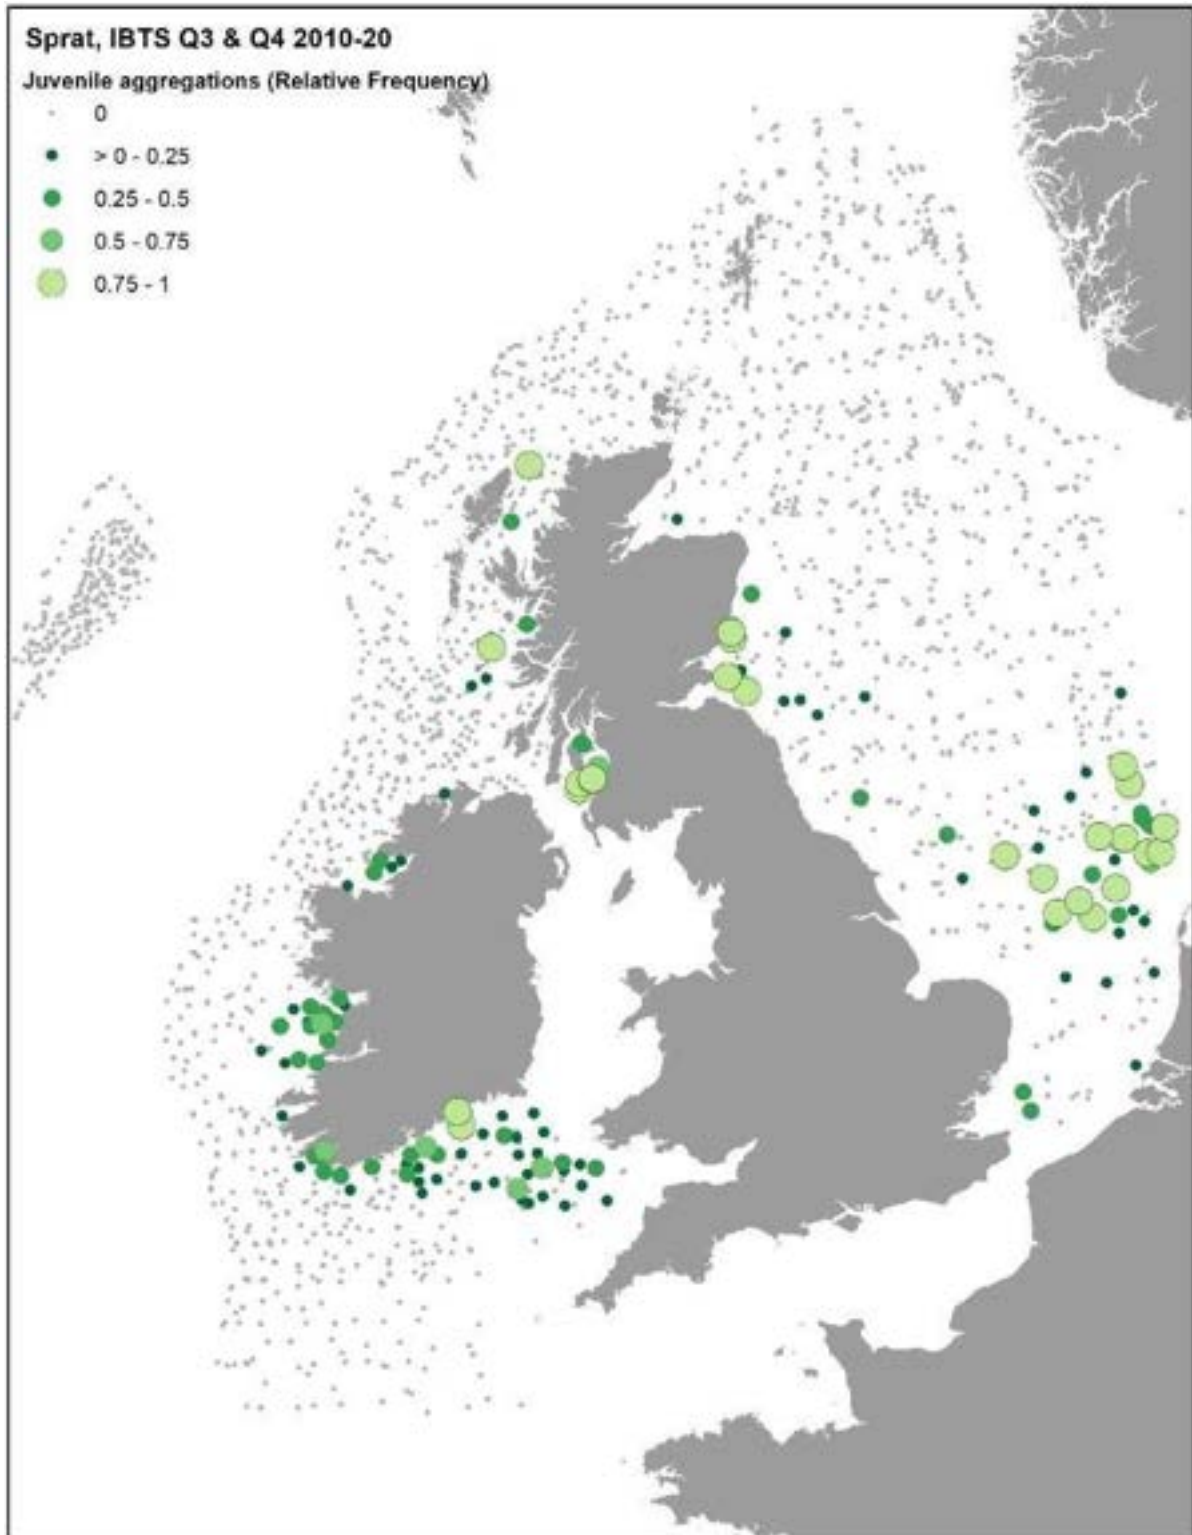 Sprat, IBTS Q3 & Q4 2010-20
Juvenile aggregations (Relative Frequency)
0
> 0 - 0.25
0.25 - 0.5
0.5 - 0.75
0.75 - 1